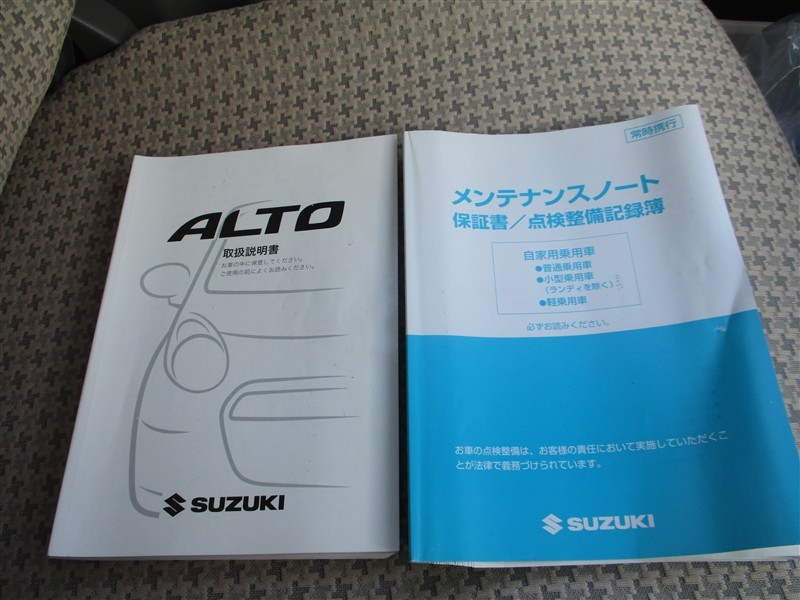 ALTO
取扱説明書
お車の中に保管してください。
ご使用の前によくお読みください。
SUZUKI
常時携行
メンテナンスノート
保証書／点検整備記録簿
自家用乗用車
●普通乗用車
●小型乗用車
（ランディを除く）
●軽乗用車
必ずお読みください。
お車の点検整備は、お客様の責任において実施していただくこ
とが法律で義務づけられています。
SUZUKI